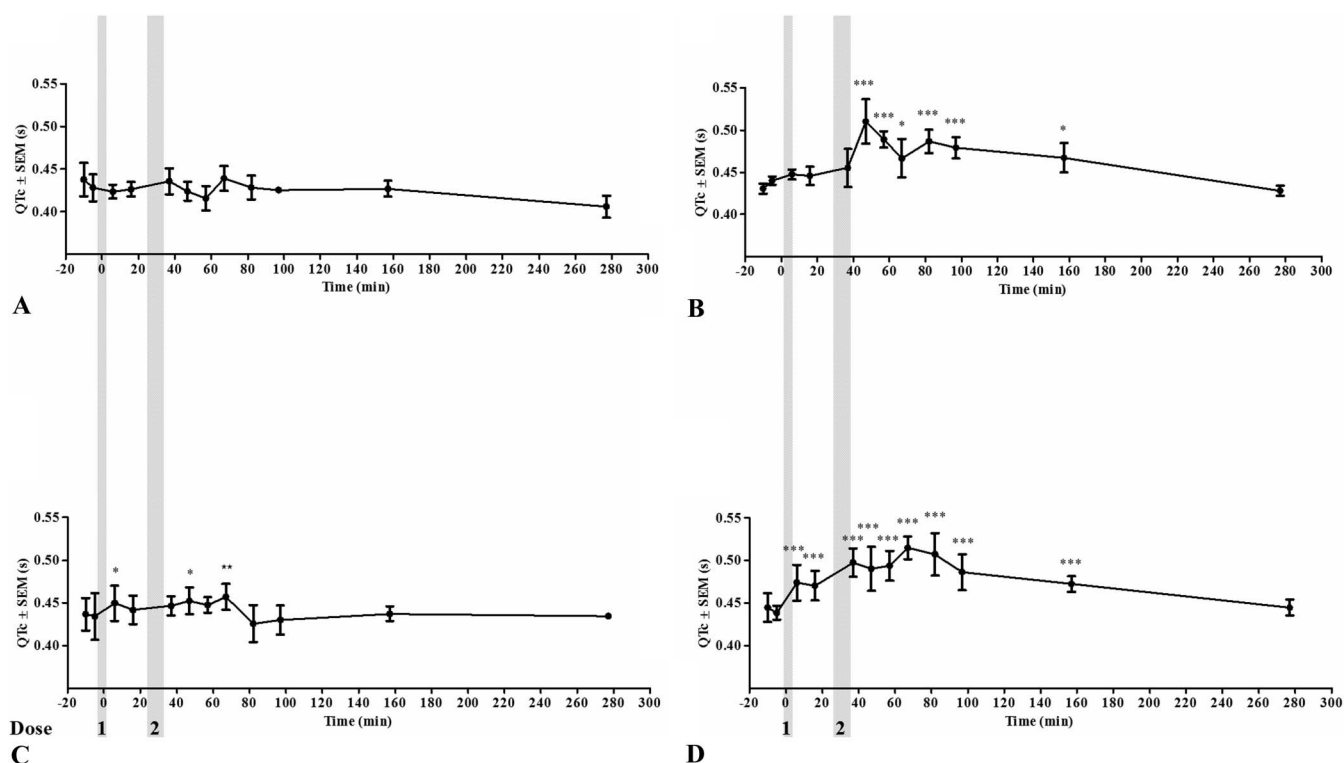 0.55
0.50
0.45
0.40
QTc ± SEM (s)
-20 0 20 40 60 80 100 120 140 160 180 200 220 240 260 280 300
Time (min)
A
0.55
0.50
0.45
0.40
QTc ± SEM (s)
*** *** * *** *** *
-20 0 20 40 60 80 100 120 140 160 180 200 220 240 260 280 300
Time (min)
B
0.55
0.50
0.45
0.40
QTc ± SEM (s)
* * **
-20 0 20 40 60 80 100 120 140 160 180 200 220 240 260 280 300
Time (min)
Dose 1 2
C
0.55
0.50
0.45
0.40
QTc ± SEM (s)
*** *** *** *** *** *** *** *** ***
-20 0 20 40 60 80 100 120 140 160 180 200 220 240 260 280 300
Time (min)
1 2
D